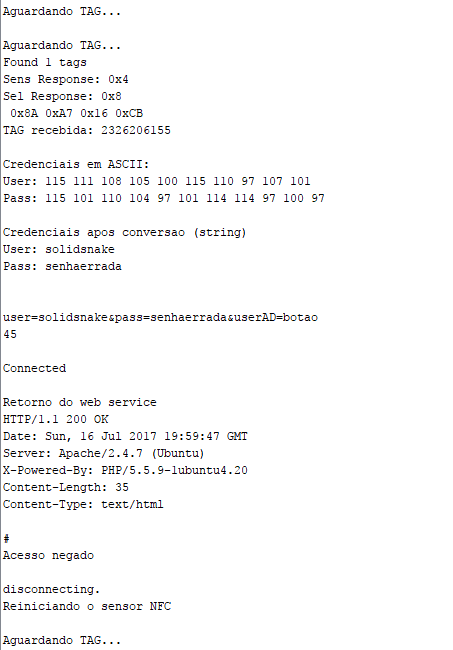 Aguardando TAG...
Aguardando TAG...
Found 1 tags
Sens Response: 0x4
Sel Response: 0x8
0x8A 0xA7 0x16 0xCB
TAG recebida: 2326206155
Credenciais em ASCII:
User: 115 111 108 105 100 115 110 97 107 101
Pass: 115 101 110 104 97 101 114 114 97 100 97
Credenciais apos conversao (string)
User: solidsnake
Pass: senhaerrada
user=solidsnake&pass=senhaerrada&userAD=botao
45
Connected
Retorno do web service
HTTP/1.1 200 OK
Date: Sun, 16 Jul 2017 19:59:47 GMT
Server: Apache/2.4.7 (Ubuntu)
X-Powered-By: PHP/5.5.9-1ubuntu4.20
Content-Length: 35
Content-Type: text/html
#
Acesso negado
disconnecting.
Reiniciando o sensor NFC
Aguardando TAG...